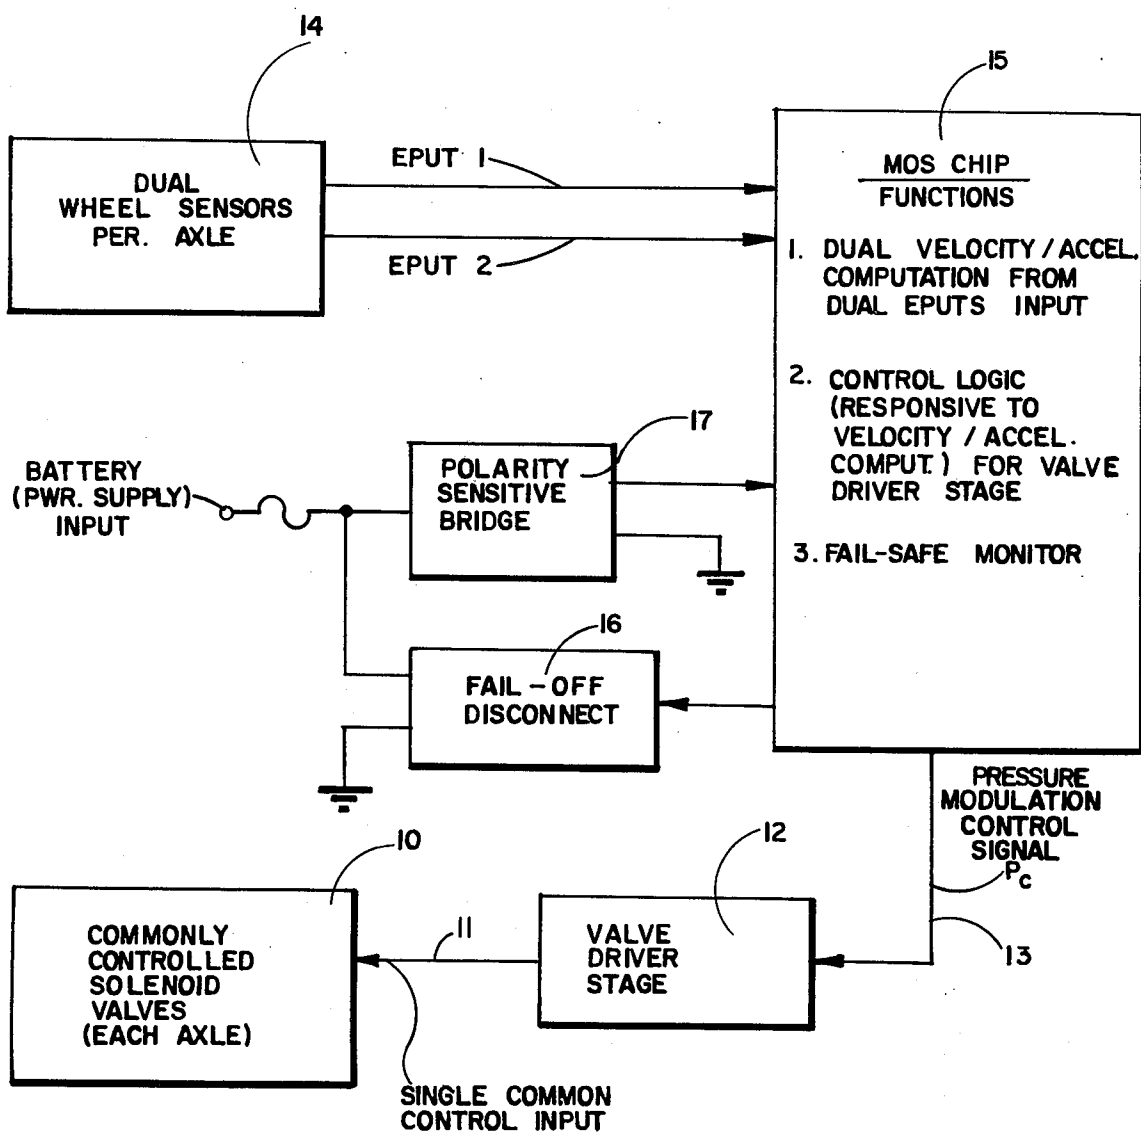 14
DUAL
WHEEL SENSORS
PER. AXLE
EPUT 1
EPUT 2
15
MOS CHIP
FUNCTIONS
1. DUAL VELOCITY / ACCEL.
COMPUTATION FROM
DUAL EPUTS INPUT
2. CONTROL LOGIC
(RESPONSIVE TO
VELOCITY / ACCEL.
COMPUT.) FOR VALVE
DRIVER STAGE
3. FAIL-SAFE MONITOR
BATTERY
(PWR. SUPPLY)
INPUT
17
POLARITY
SENSITIVE
BRIDGE
16
FAIL-OFF
DISCONNECT
PRESSURE
MODULATION
CONTROL
SIGNAL
Pc
13
12
VALVE
DRIVER
STAGE
11
10
COMMONLY
CONTROLLED
SOLENOID
VALVES
(EACH AXLE)
SINGLE COMMON
CONTROL INPUT